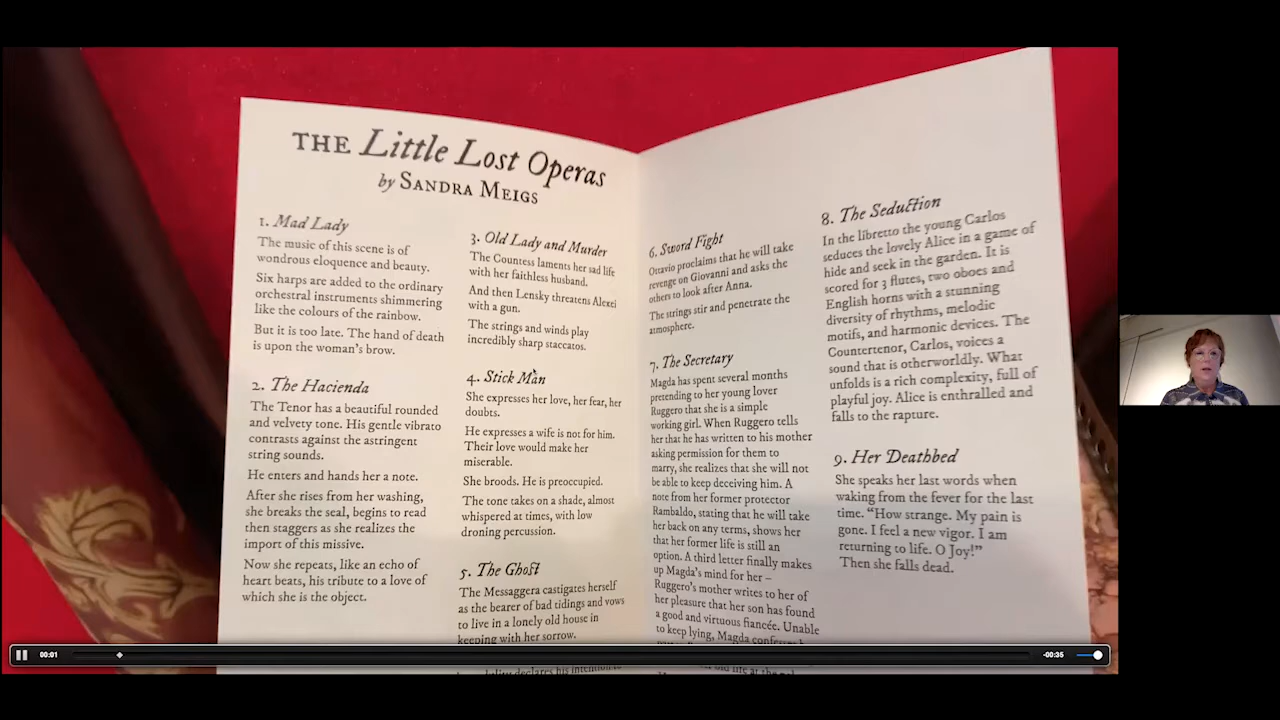 THE Little Lost Operas
by SANDRA MEIGS
1. Mad Lady
The music of this scene is of
wondrous eloquence and beauty.
Six harps are added to the ordinary
orchestral instruments shimmering
like the colours of the rainbow.
But it is too late. The hand of death
is upon the woman's brow.
2. The Hacienda
The Tenor has a beautiful rounded
and velvety tone. His gentle vibrato
contrasts against the astringent
string sounds.
He enters and hands her a note.
After she rises from her washing,
she breaks the seal, begins to read
then staggers as she realizes the
import of this missive.
Now she repeats, like an echo of
heart beats, his tribute to a love of
which she is the object.
3. Old Lady and Murder
The Countess laments her sad life
with her faithless husband.
And then Lensky threatens Alexei
with a gun.
The strings and winds play
incredibly sharp staccatos.
4. Stick Man
She expresses her love, her fear, her
doubts.
He expresses a wife is not for him.
Their love would make her
miserable.
She broods. He is preoccupied.
The tone takes on a shade, almost
whispered at times, with low
droning percussion.
5. The Ghost
The Messaggera castigates herself
as the bearer of bad tidings and vows
to live in a lonely old house in
keeping with her sorrow.
declares his intention
6. Sword Fight
Ottavio proclaims that he will take
revenge on Giovanni and asks the
others to look after Anna.
The strings stir and penetrate the
atmosphere.
7. The Secretary
Magda has spent several months
pretending to her young lover
Ruggero that she is a simple
working girl. When Ruggero tells
her that he has written to his mother
asking permission for them to
marry, she realizes that she will not
be able to keep deceiving him. A
note from her former protector
Rambaldo, stating that he will take
her back on any terms, shows her
that her former life is still an
option. A third letter finally makes
up Magda's mind for her –
Ruggero's mother writes to her of
her pleasure that her son has found
a good and virtuous fiancée. Unable
to keep lying, Magda
old life at the
8. The Seduction
In the libretto the young Carlos
seduces the lovely Alice in a game of
hide and seek in the garden. It is
scored for 3 flutes, two oboes and
English horns with a stunning
diversity of rhythms, melodic
motifs, and harmonic devices. The
Countertenor, Carlos, voices a
sound that is otherworldly. What
unfolds is a rich complexity, full of
playful joy. Alice is enthralled and
falls to the rapture.
9. Her Deathbed
She speaks her last words when
waking from the fever for the last
time. "How strange. My pain is
gone. I feel a new vigor. I am
returning to life. O Joy!"
Then she falls dead.
00:01
-00:35